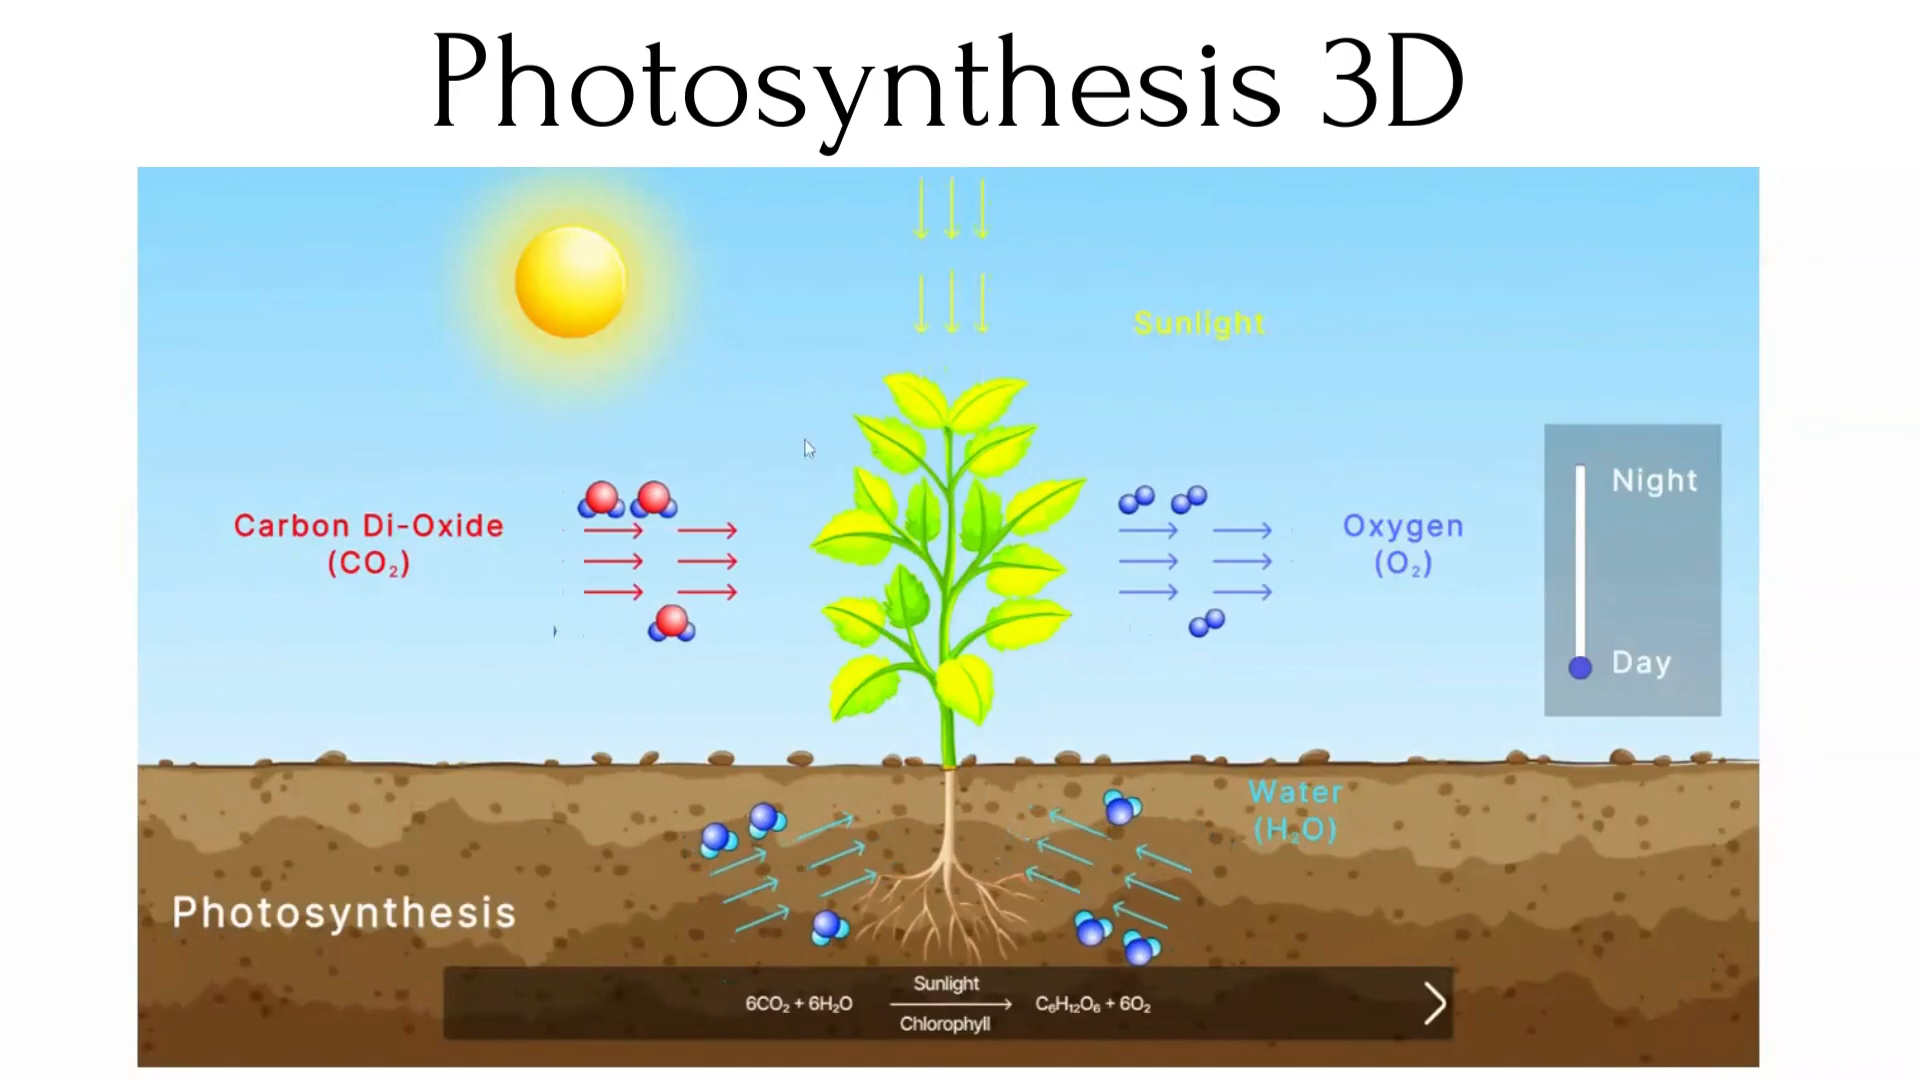 Photosynthesis 3D
Sunlight
Carbon Di-Oxide
(CO₂)
Oxygen
(O₂)
Night
Day
Water
(H₂O)
Photosynthesis
Sunlight
6CO₂ + 6H₂O
C₆H₁₂O₆ + 6O₂
Chlorophyll